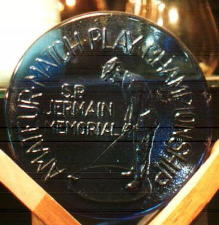 AMATEUR MATCH PLAY CHAMPIONSHIP
S.P.
JERMAIN
MEMORIAL